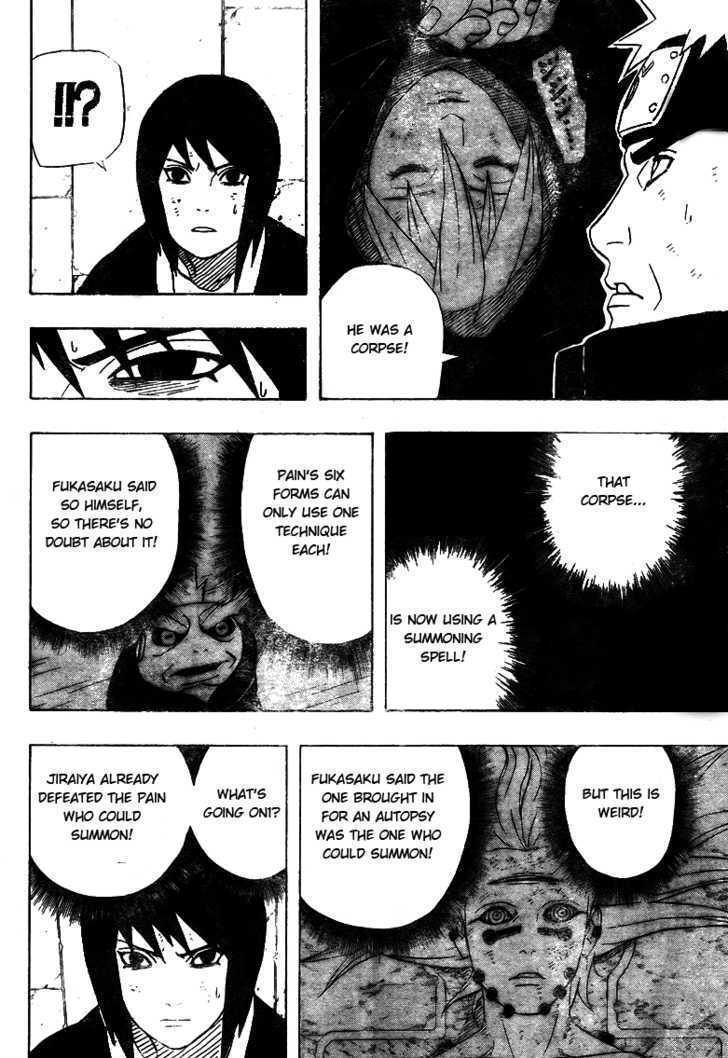 HE WAS A
CORPSE!
!!?
THAT
CORPSE...
IS NOW USING A
SUMMONING
SPELL!
PAIN'S SIX
FORMS CAN
ONLY USE ONE
TECHNIQUE
EACH!
FUKASAKU SAID
SO HIMSELF,
SO THERE'S NO
DOUBT ABOUT IT!
BUT THIS IS
WEIRD!
FUKASAKU SAID THE
ONE BROUGHT IN
FOR AN AUTOPSY
WAS THE ONE WHO
COULD SUMMON!
WHAT'S
GOING ON1?
JIRAIYA ALREADY
DEFEATED THE PAIN
WHO COULD
SUMMON!